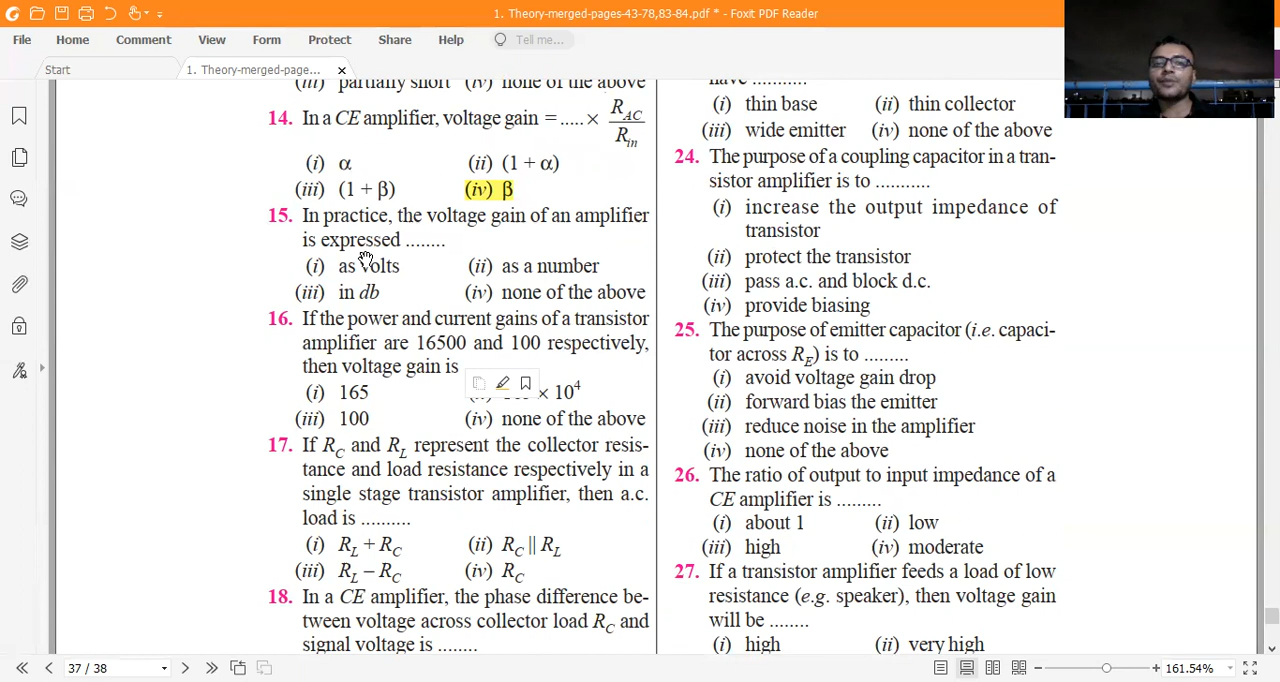 1. Theory-merged-pages-43-78,83-84.pdf * - Foxit PDF Reader
File Home Comment View Form Protect Share Help Tell me...
Start 1. Theory-merged-page...
(iii) partially short (iv) none of the above
14. In a CE amplifier, voltage gain = ..... × R_AC / R_in
(i) α (ii) (1 + α)
(iii) (1 + β) (iv) β
15. In practice, the voltage gain of an amplifier
is expressed ........
(i) as volts (ii) as a number
(iii) in db (iv) none of the above
16. If the power and current gains of a transistor
amplifier are 16500 and 100 respectively,
then voltage gain is
(i) 165 × 10⁴
(iii) 100 (iv) none of the above
17. If R_C and R_L represent the collector resis-
tance and load resistance respectively in a
single stage transistor amplifier, then a.c.
load is ..........
(i) R_L + R_C (ii) R_C || R_L
(iii) R_L – R_C (iv) R_C
18. In a CE amplifier, the phase difference be-
tween voltage across collector load R_C and
signal voltage is ........
have ...........
(i) thin base (ii) thin collector
(iii) wide emitter (iv) none of the above
24. The purpose of a coupling capacitor in a tran-
sistor amplifier is to ...........
(i) increase the output impedance of
transistor
(ii) protect the transistor
(iii) pass a.c. and block d.c.
(iv) provide biasing
25. The purpose of emitter capacitor (i.e. capaci-
tor across R_E) is to .........
(i) avoid voltage gain drop
(ii) forward bias the emitter
(iii) reduce noise in the amplifier
(iv) none of the above
26. The ratio of output to input impedance of a
CE amplifier is .........
(i) about 1 (ii) low
(iii) high (iv) moderate
27. If a transistor amplifier feeds a load of low
resistance (e.g. speaker), then voltage gain
will be ........
(i) high (ii) very high
37 / 38 161.54%